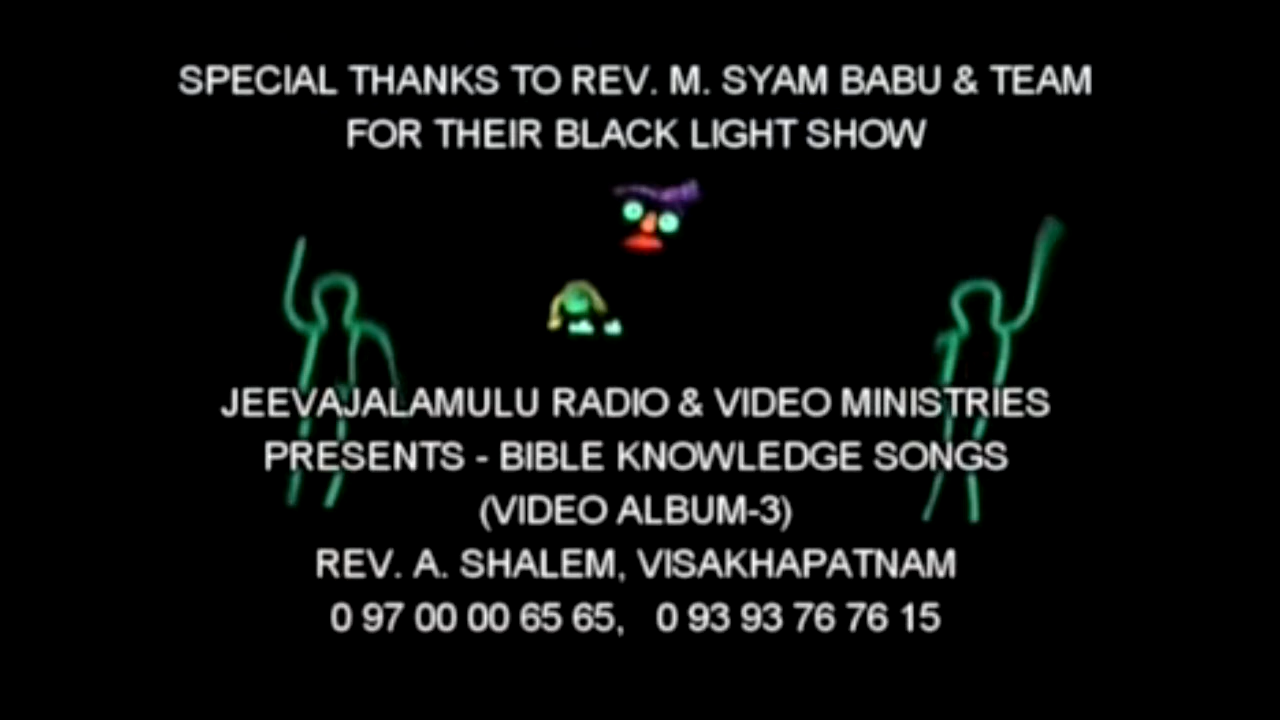 SPECIAL THANKS TO REV. M. SYAM BABU & TEAM
FOR THEIR BLACK LIGHT SHOW
JEEVAJALAMULU RADIO & VIDEO MINISTRIES
PRESENTS - BIBLE KNOWLEDGE SONGS
(VIDEO ALBUM-3)
REV. A. SHALEM, VISAKHAPATNAM
0 97 00 00 65 65, 0 93 93 76 76 15